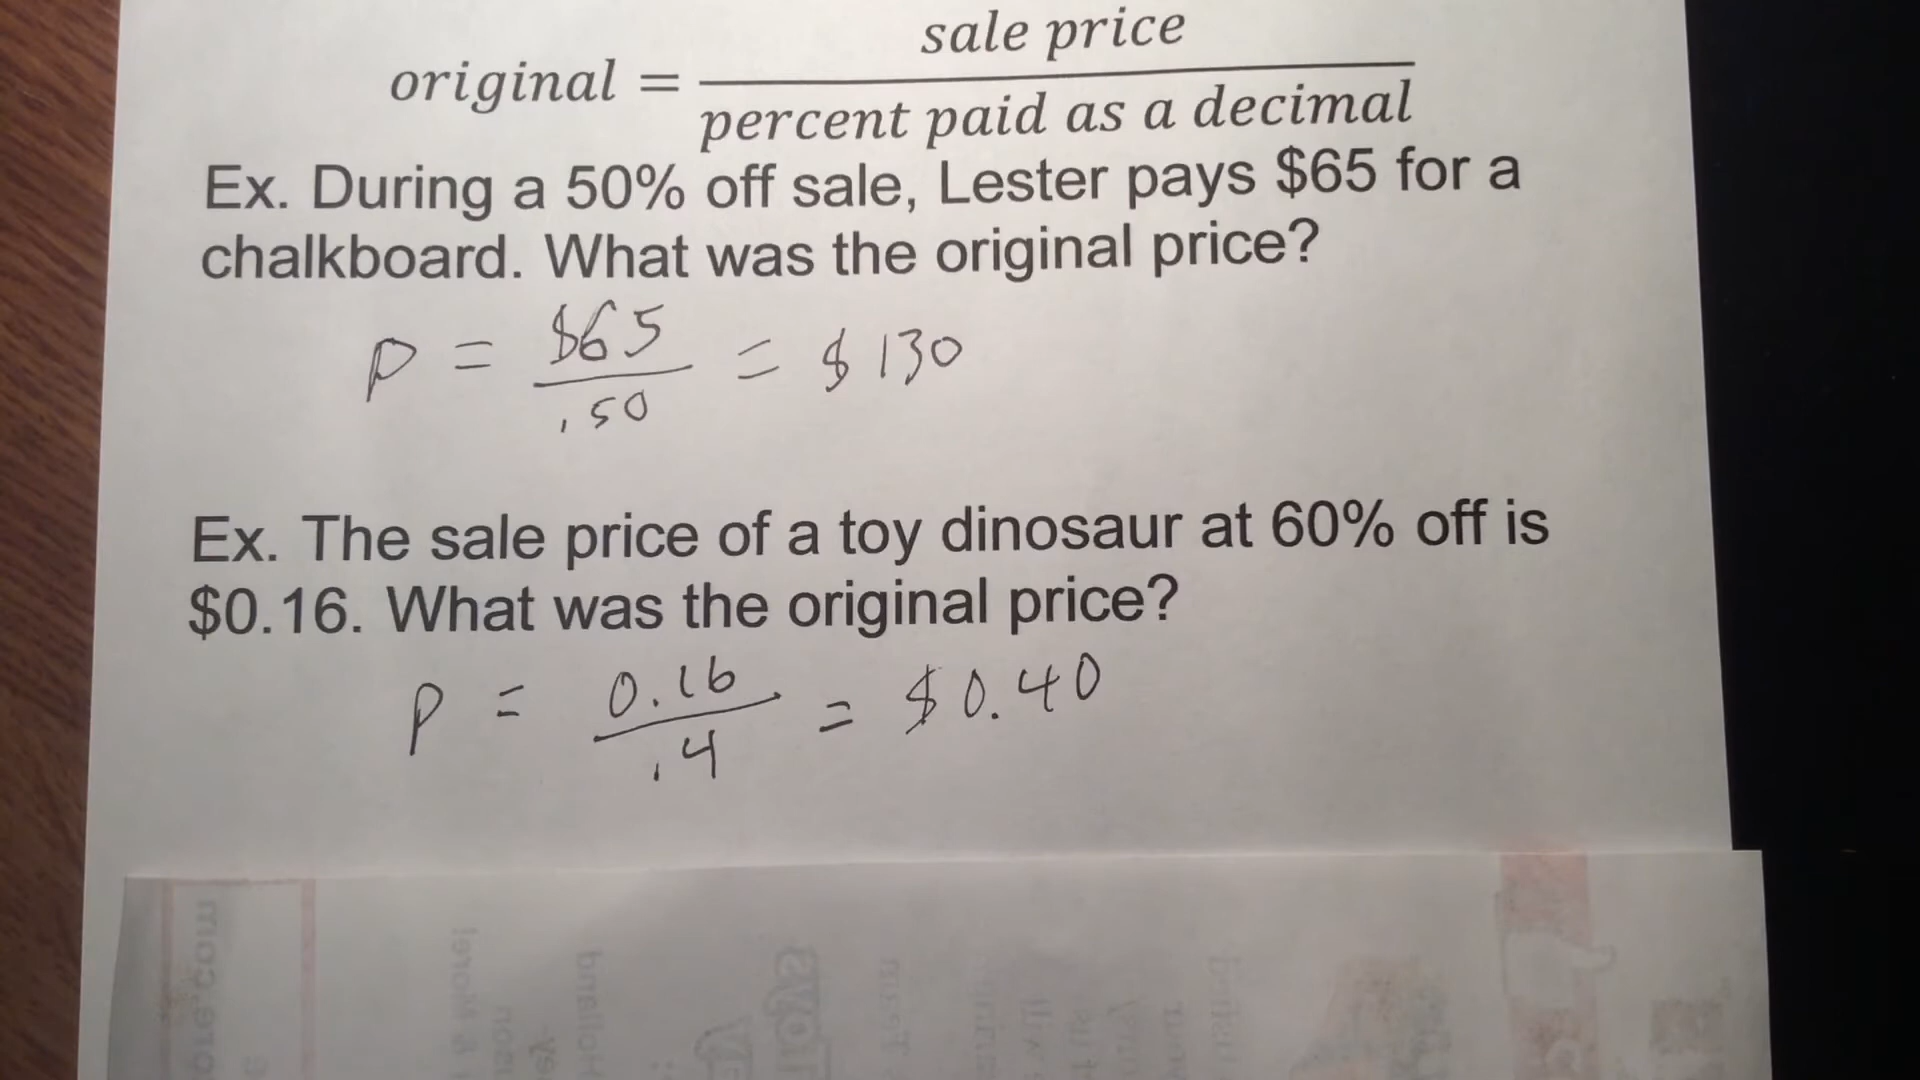 original = sale price / percent paid as a decimal
Ex. During a 50% off sale, Lester pays $65 for a
chalkboard. What was the original price?
P = $65 / .50 = $130
Ex. The sale price of a toy dinosaur at 60% off is
$0.16. What was the original price?
P = 0.16 / .4 = $0.40